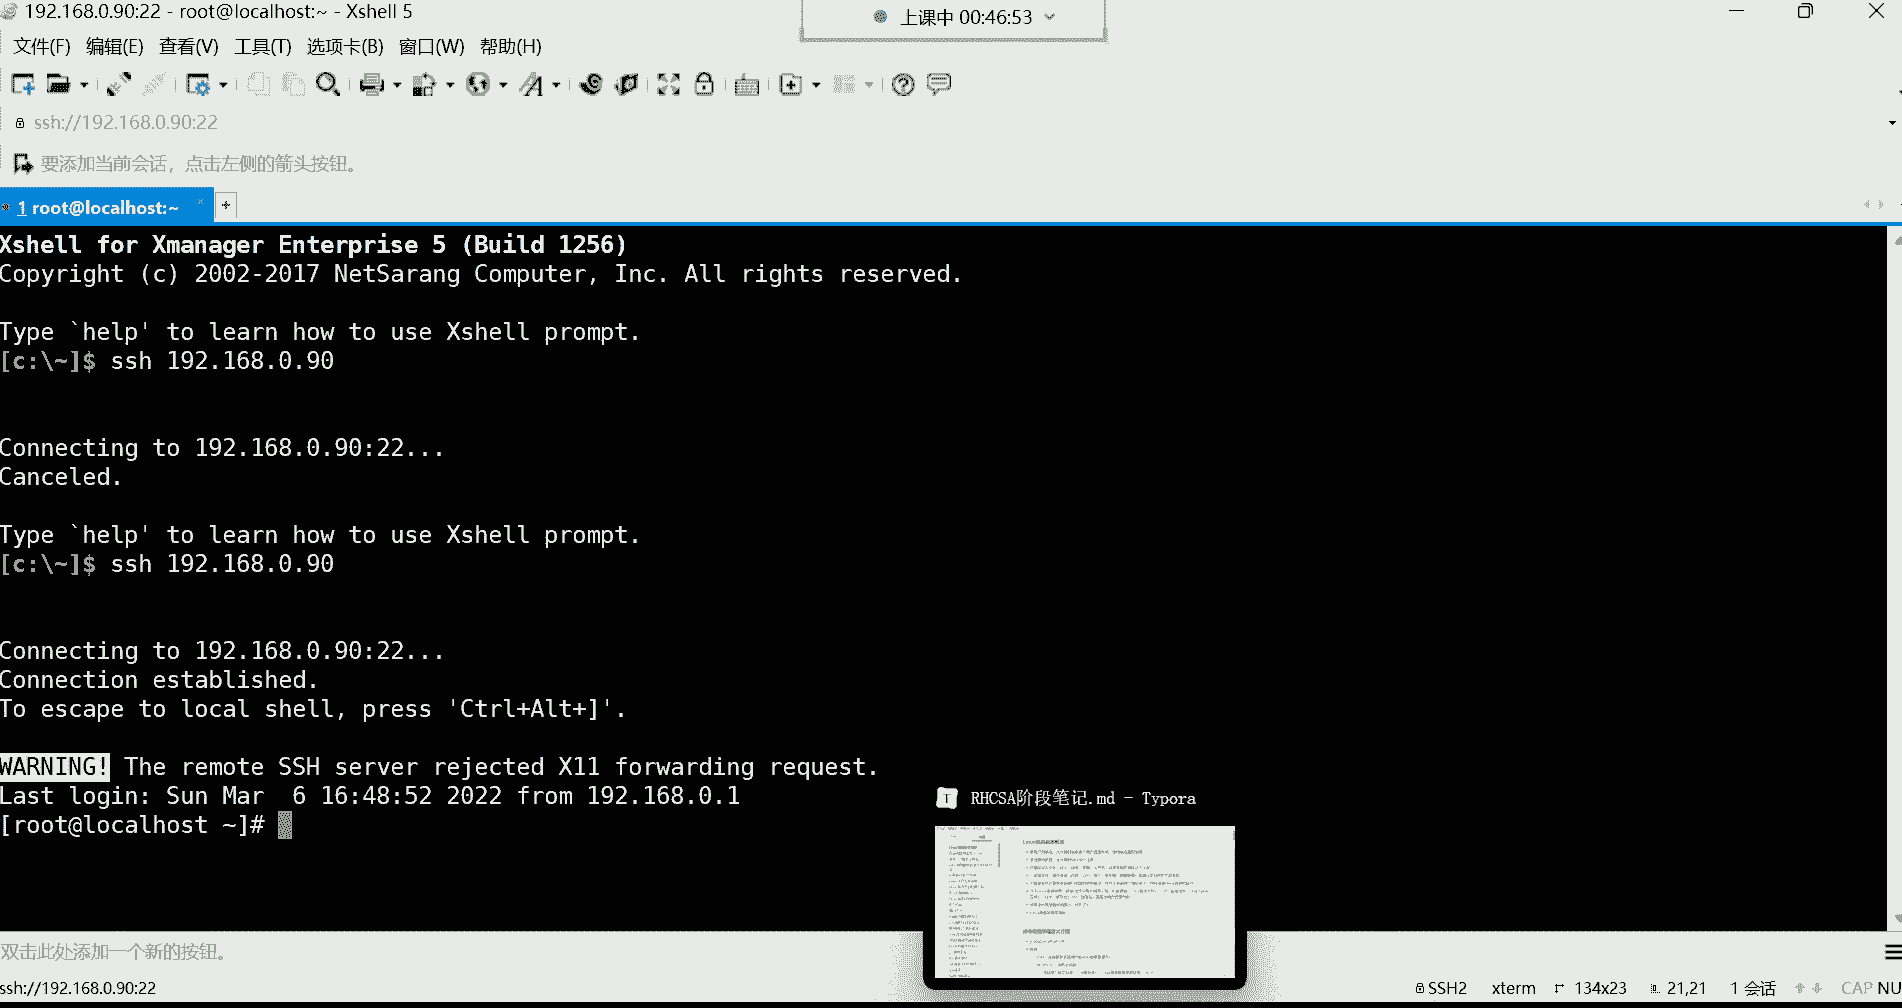 192.168.0.90:22 - root@localhost:~ - Xshell 5
上课中 00:46:53
文件(F) 编辑(E) 查看(V) 工具(T) 选项卡(B) 窗口(W) 帮助(H)
ssh://192.168.0.90:22
要添加当前会话，点击左侧的箭头按钮。
1 root@localhost:~
Xshell for Xmanager Enterprise 5 (Build 1256)
Copyright (c) 2002-2017 NetSarang Computer, Inc. All rights reserved.
Type `help' to learn how to use Xshell prompt.
[c:\~]$ ssh 192.168.0.90
Connecting to 192.168.0.90:22...
Canceled.
Type `help' to learn how to use Xshell prompt.
[c:\~]$ ssh 192.168.0.90
Connecting to 192.168.0.90:22...
Connection established.
To escape to local shell, press 'Ctrl+Alt+]'.
WARNING! The remote SSH server rejected X11 forwarding request.
Last login: Sun Mar  6 16:48:52 2022 from 192.168.0.1
[root@localhost ~]#
RHCSA阶段笔记.md - Typora
双击此处添加一个新的按钮。
ssh://192.168.0.90:22
SSH2 xterm 134x23 21,21 1 会话 CAP NU